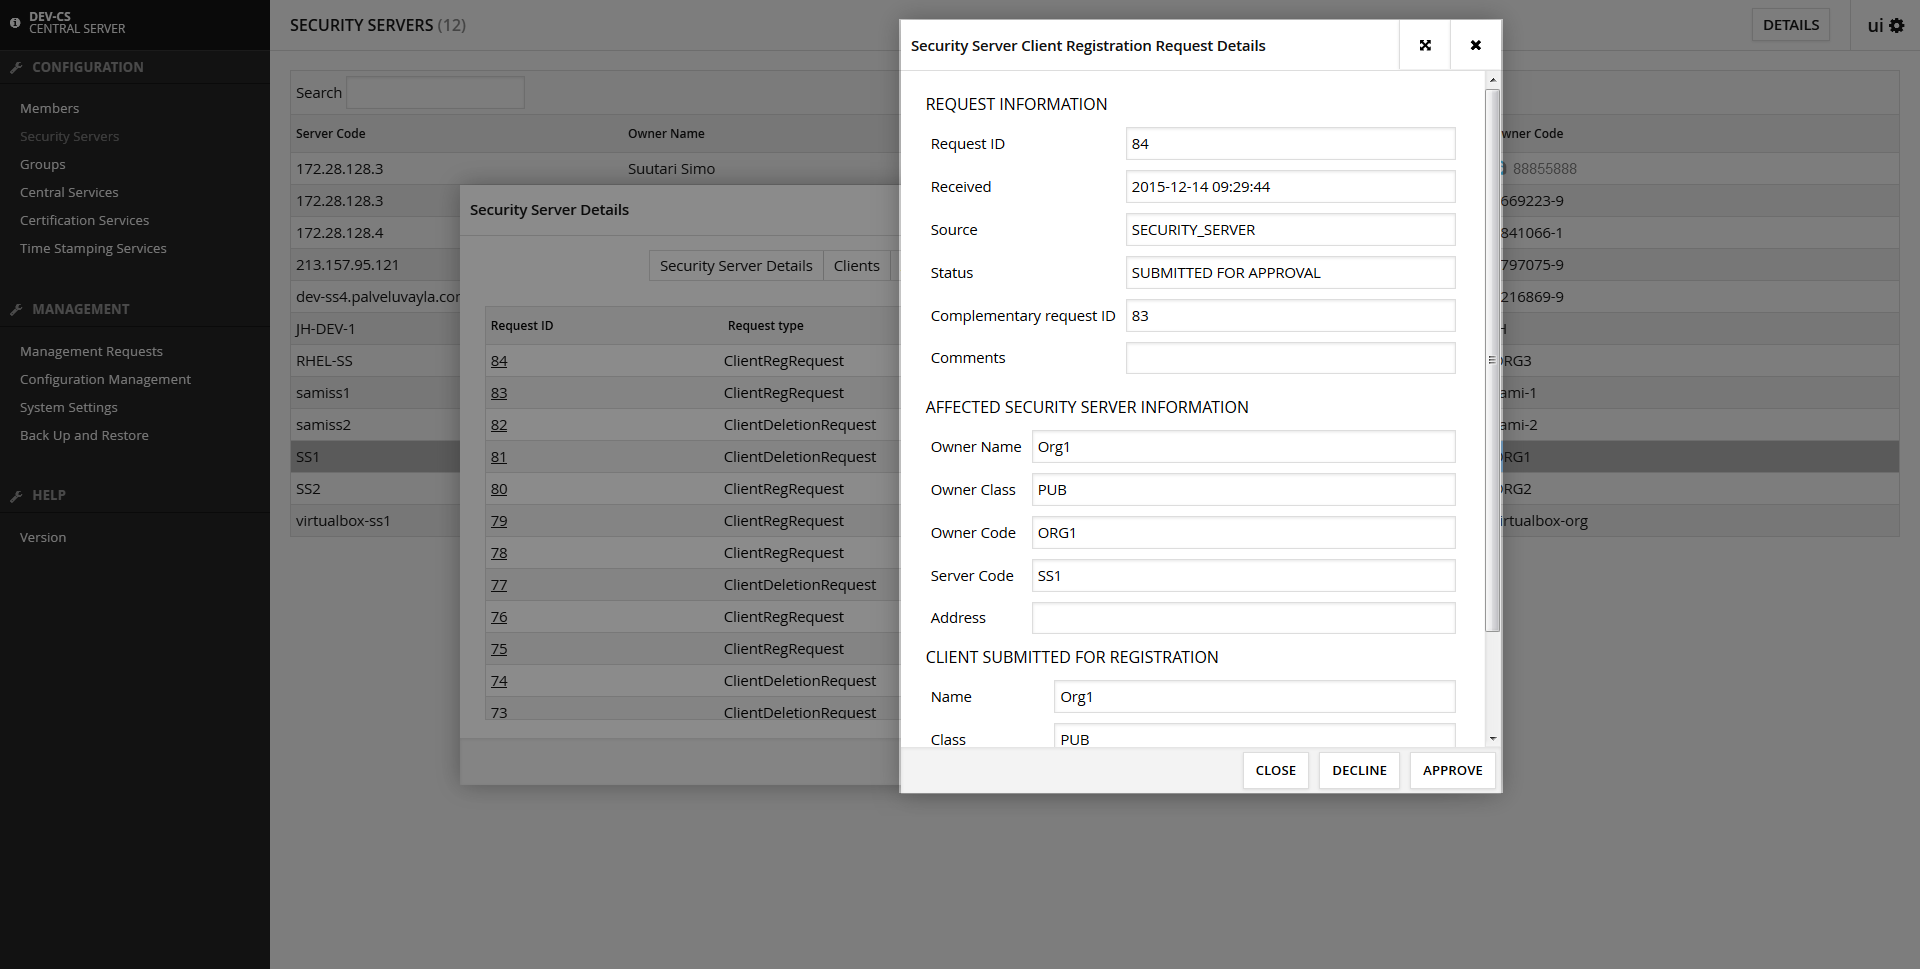 DEV-CS
CENTRAL SERVER
CONFIGURATION
Members
Security Servers
Groups
Central Services
Certification Services
Time Stamping Services
MANAGEMENT
Management Requests
Configuration Management
System Settings
Back Up and Restore
HELP
Version
SECURITY SERVERS (12)
DETAILS
ui
Search
Server Code Owner Name wner Code
172.28.128.3 Suutari Simo 88855888
172.28.128.3 669223-9
172.28.128.4 841066-1
213.157.95.121 797075-9
dev-ss4.palveluvayla.co 216869-9
JH-DEV-1 H
RHEL-SS RG3
samiss1 ami-1
samiss2 ami-2
SS1 RG1
SS2 RG2
virtualbox-ss1 irtualbox-org
Security Server Details
Security Server Details Clients
Request ID Request type
84 ClientRegRequest
83 ClientRegRequest
82 ClientDeletionRequest
81 ClientDeletionRequest
80 ClientRegRequest
79 ClientRegRequest
78 ClientRegRequest
77 ClientDeletionRequest
76 ClientRegRequest
75 ClientRegRequest
74 ClientDeletionRequest
73 ClientDeletionRequest
Security Server Client Registration Request Details
REQUEST INFORMATION
Request ID 84
Received 2015-12-14 09:29:44
Source SECURITY_SERVER
Status SUBMITTED FOR APPROVAL
Complementary request ID 83
Comments
AFFECTED SECURITY SERVER INFORMATION
Owner Name Org1
Owner Class PUB
Owner Code ORG1
Server Code SS1
Address
CLIENT SUBMITTED FOR REGISTRATION
Name Org1
Class PUB
CLOSE DECLINE APPROVE